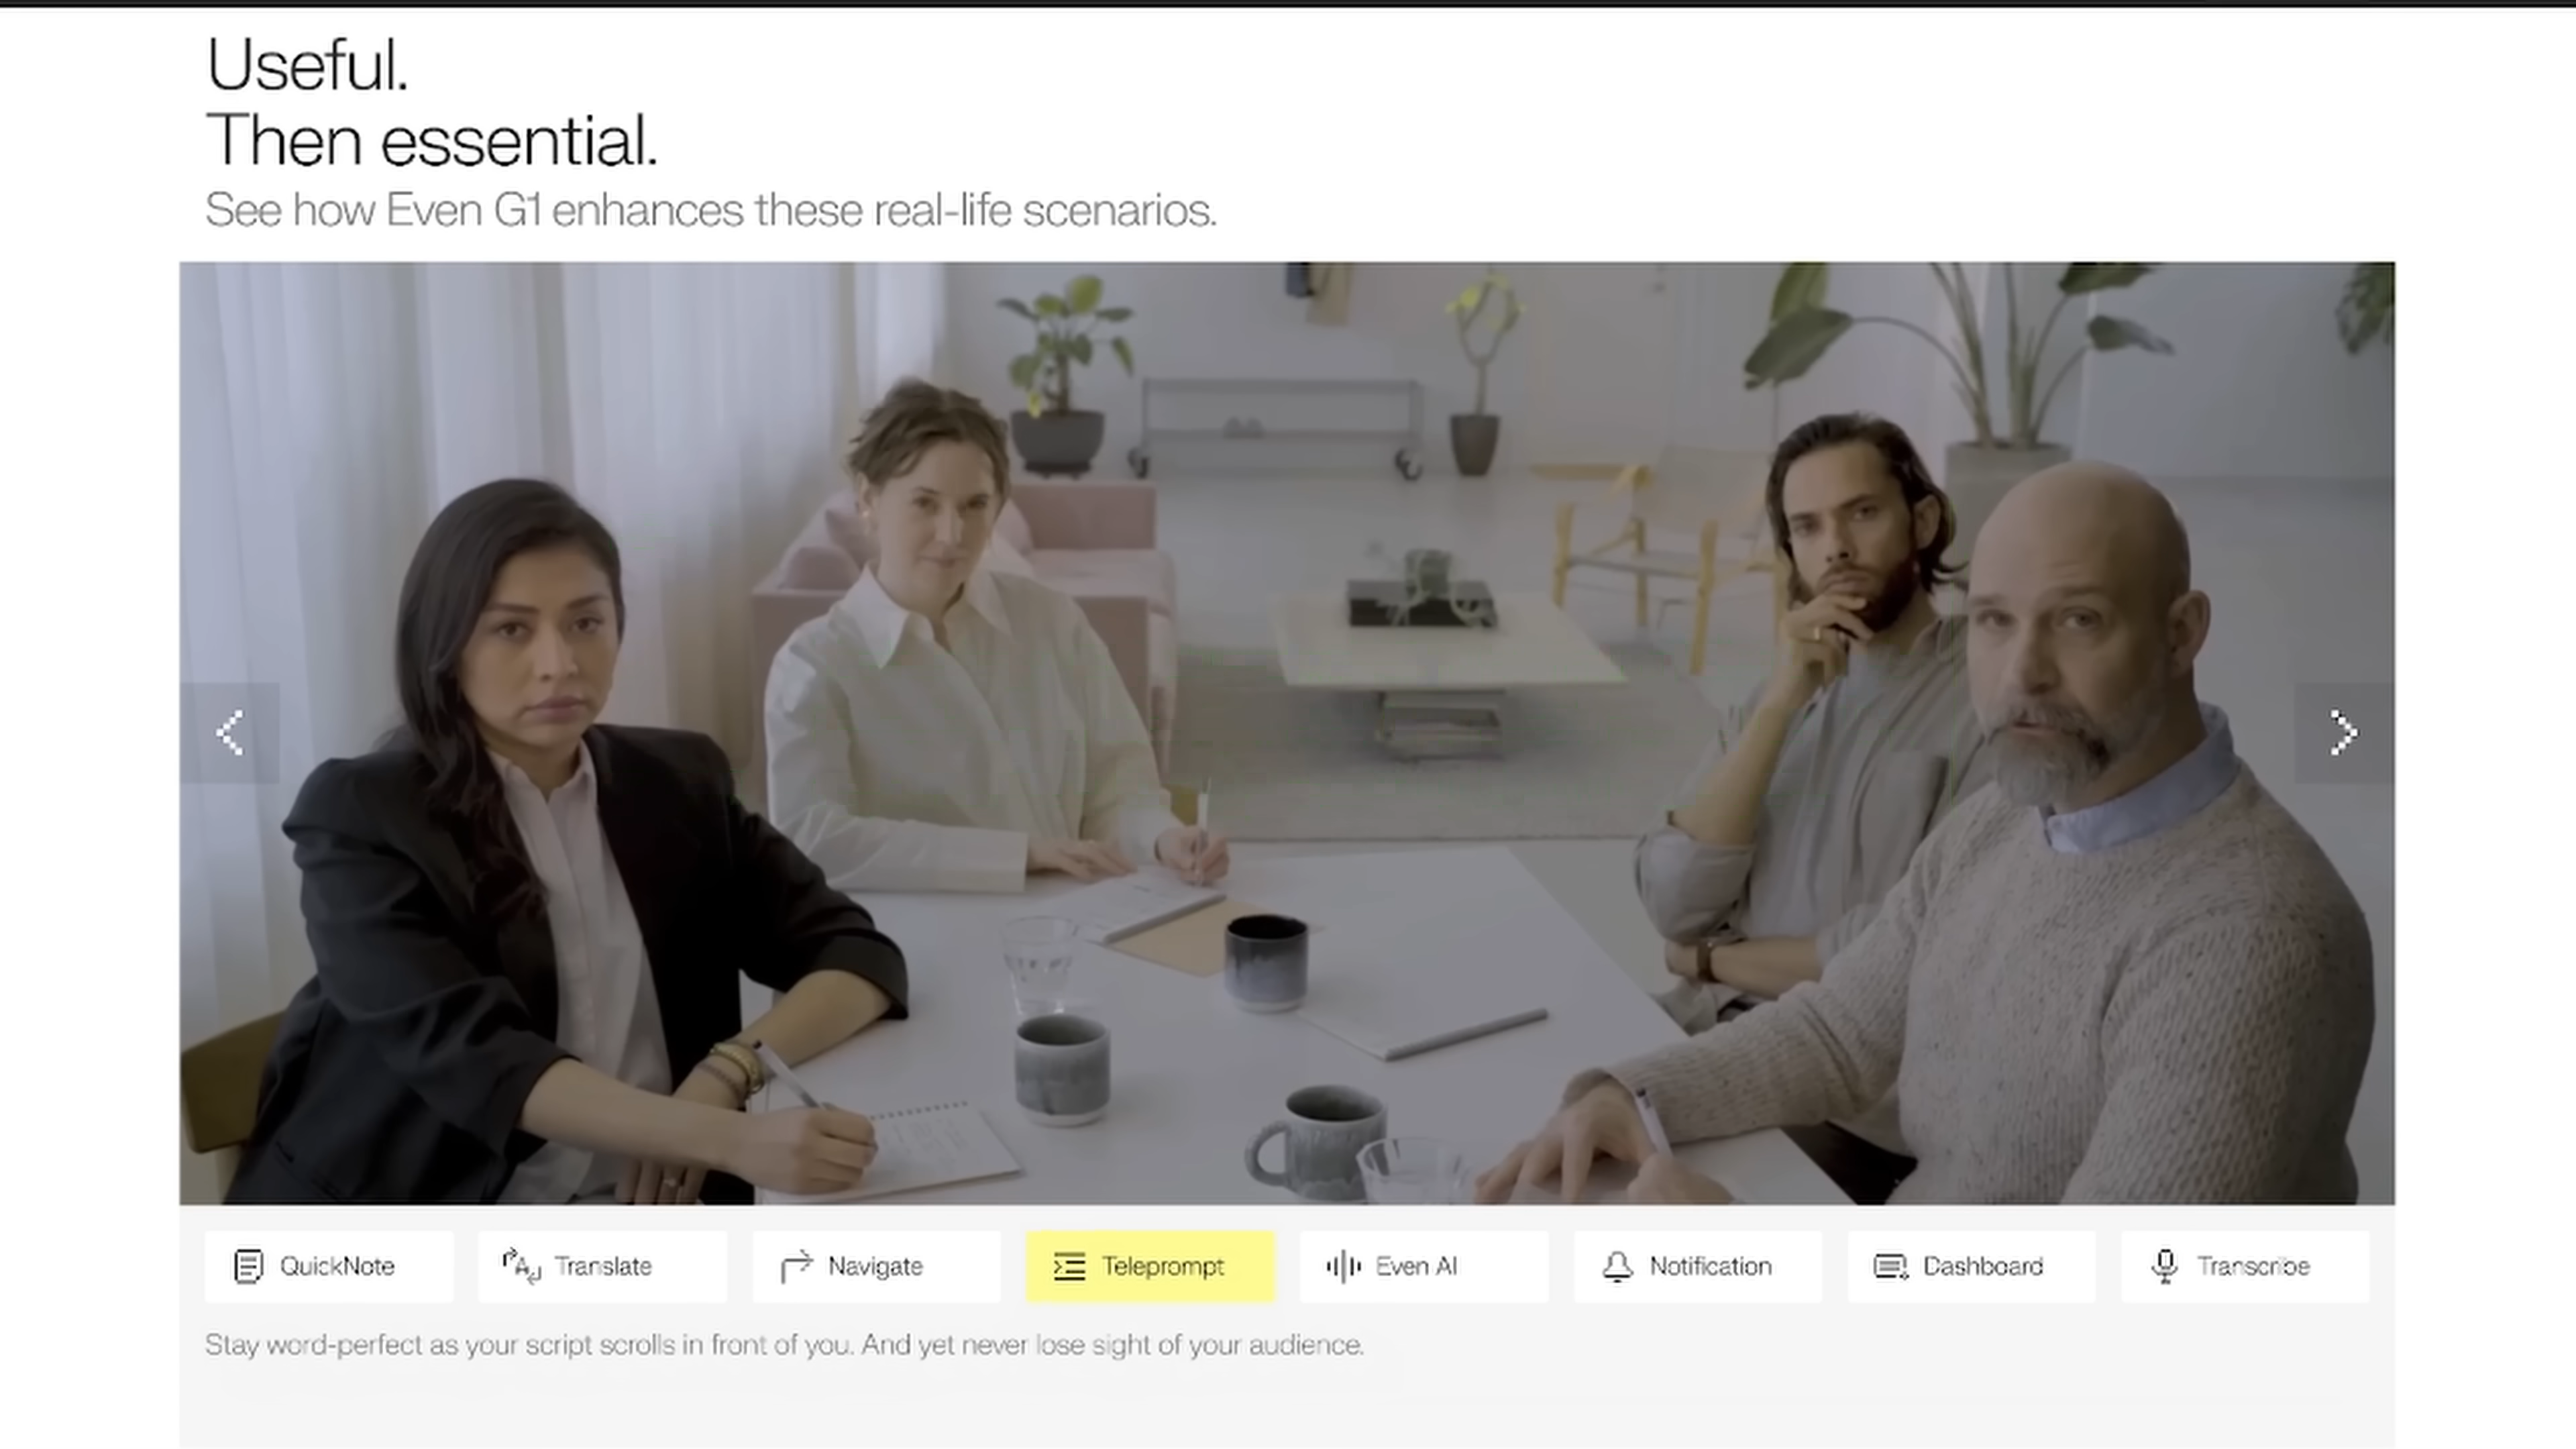 Useful.
Then essential.
See how Even G1 enhances these real-life scenarios.
QuickNote
Translate
Navigate
Teleprompt
Even AI
Notification
Dashboard
Transcribe
Stay word-perfect as your script scrolls in front of you. And yet never lose sight of your audience.